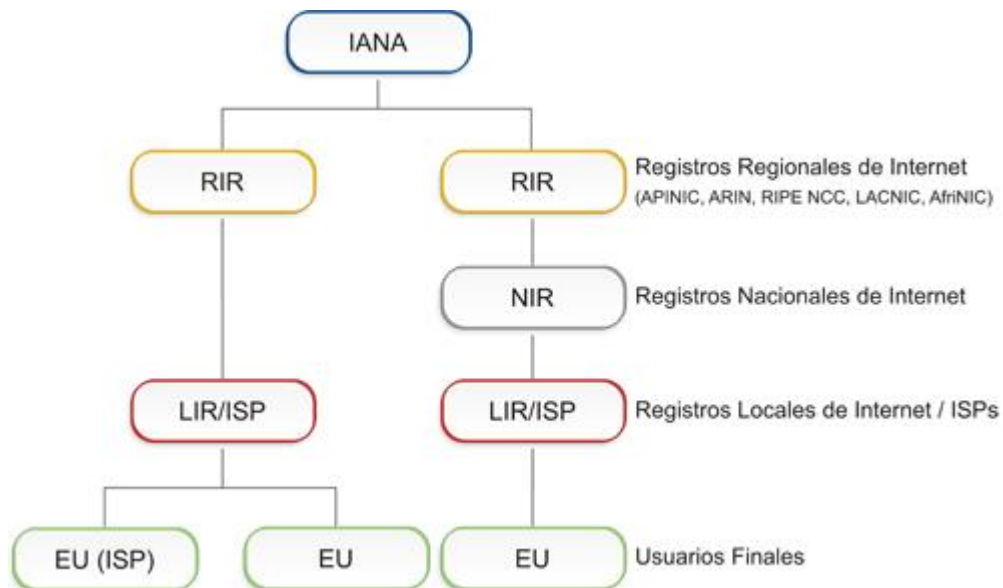 IANA
RIR
RIR
Registros Regionales de Internet
(APINIC, ARIN, RIPE NCC, LACNIC, AfriNIC)
NIR
Registros Nacionales de Internet
LIR/ISP
LIR/ISP
Registros Locales de Internet / ISPs
EU (ISP)
EU
EU
Usuarios Finales